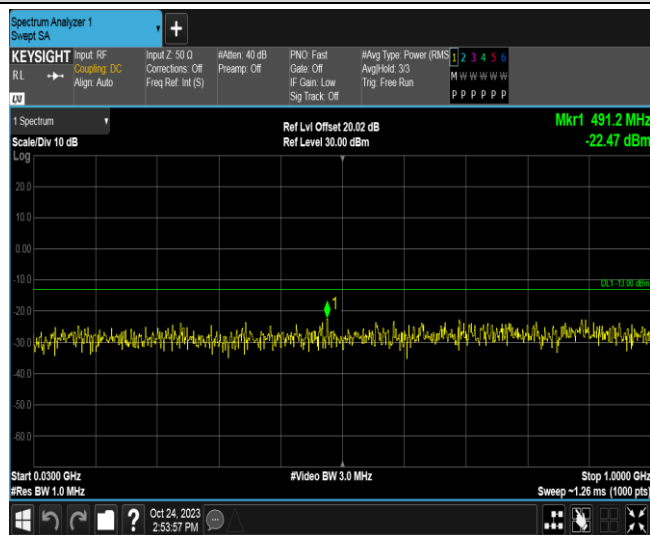 Spectrum Analyzer 1
Swept SA
+
KEYSIGHT
RL
LXI
Input: RF
Coupling: DC
Align: Auto
Input Z: 50 Ω
Corrections: Off
Freq Ref: Int (S)
#Atten: 40 dB
Preamp: Off
PNO: Fast
Gate: Off
IF Gain: Low
Sig Track: Off
#Avg Type: Power (RMS
Avg|Hold: 3/3
Trig: Free Run
1 2 3 4 5 6
M W W W W W
P P P P P P
1 Spectrum
Scale/Div 10 dB
Ref Lvl Offset 20.02 dB
Ref Level 30.00 dBm
Mkr1 491.2 MHz
-22.47 dBm
Log
20.0
10.0
0.00
-10.0
DL1 -13.00 dBm
1
-20.0
-30.0
-40.0
-50.0
-60.0
Start 0.0300 GHz
#Video BW 3.0 MHz
Stop 1.0000 GHz
#Res BW 1.0 MHz
Sweep ~1.26 ms (1000 pts)
?
Oct 24, 2023
2:53:57 PM